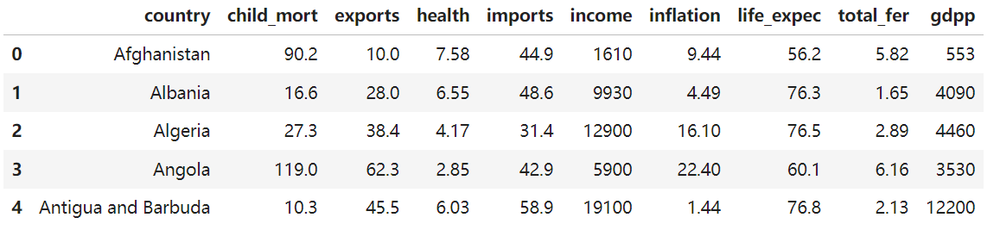 country child_mort exports health imports income inflation life_expec total_fer gdpp
0 Afghanistan 90.2 10.0 7.58 44.9 1610 9.44 56.2 5.82 553
1 Albania 16.6 28.0 6.55 48.6 9930 4.49 76.3 1.65 4090
2 Algeria 27.3 38.4 4.17 31.4 12900 16.10 76.5 2.89 4460
3 Angola 119.0 62.3 2.85 42.9 5900 22.40 60.1 6.16 3530
4 Antigua and Barbuda 10.3 45.5 6.03 58.9 19100 1.44 76.8 2.13 12200